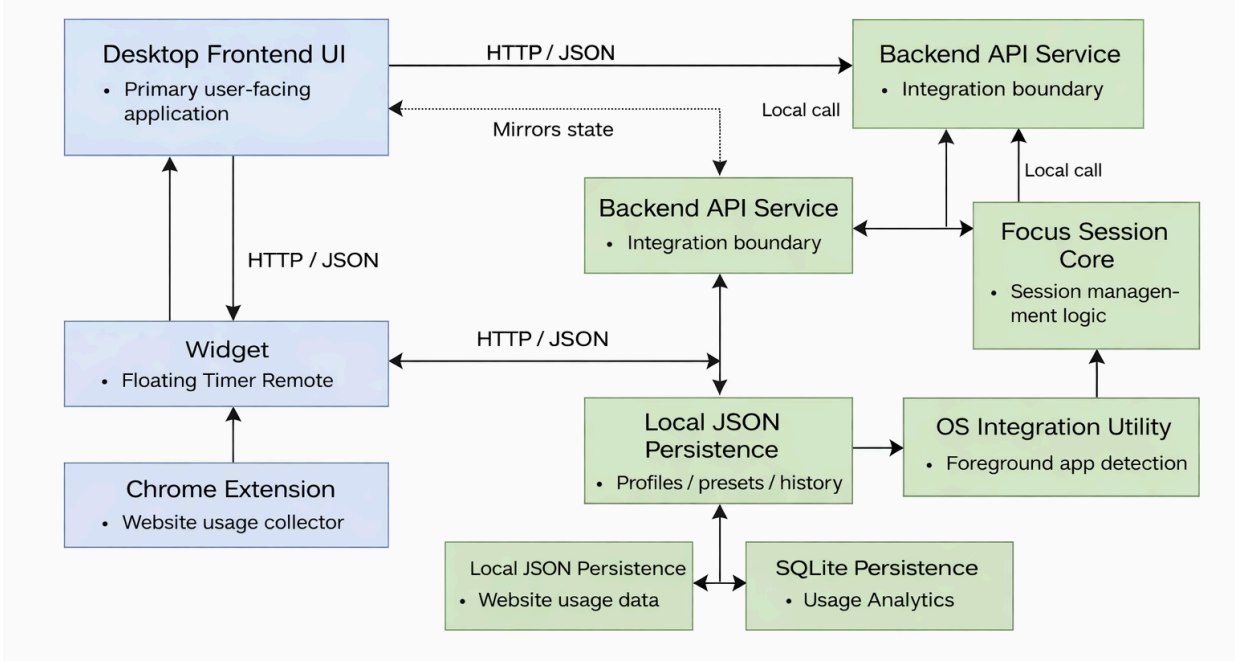 Desktop Frontend UI
• Primary user-facing
application
HTTP / JSON
Mirrors state
Local call
Backend API Service
• Integration boundary
Local call
Backend API Service
• Integration boundary
Focus Session
Core
• Session managen-
ment logic
HTTP / JSON
Widget
• Floating Timer Remote
HTTP / JSON
Local JSON
Persistence
• Profiles / presets / history
OS Integration Utility
• Foreground app detection
Chrome Extension
• Website usage collector
Local JSON Persistence
• Website usage data
SQLite Persistence
• Usage Analytics